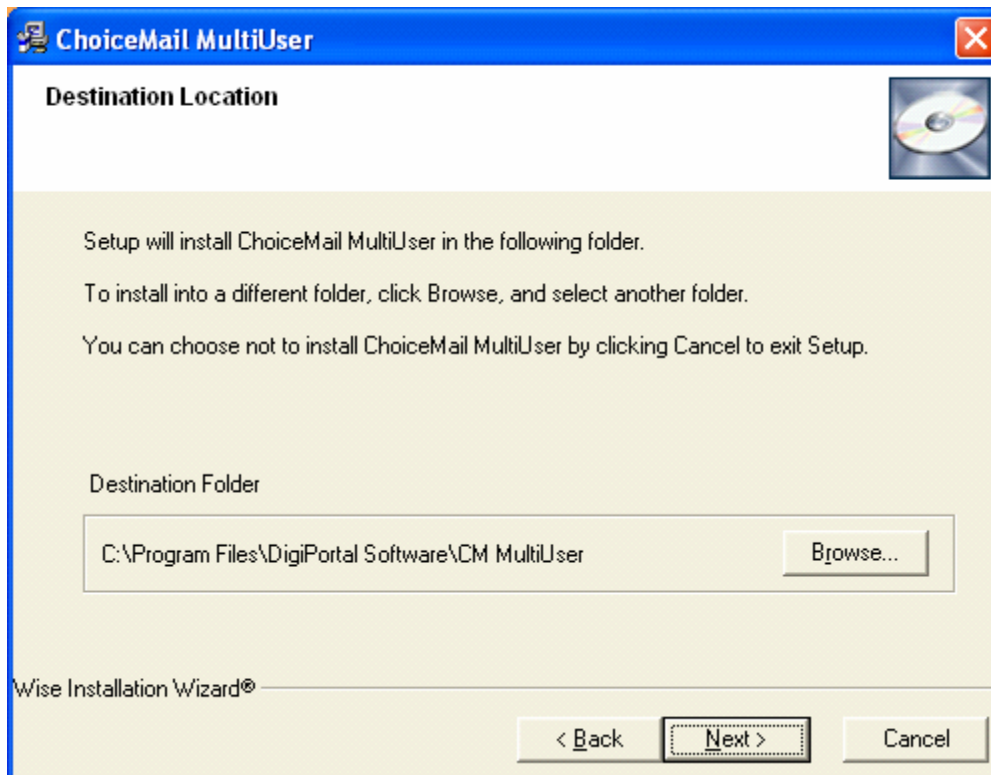 ChoiceMail MultiUser
Destination Location
Setup will install ChoiceMail MultiUser in the following folder.
To install into a different folder, click Browse, and select another folder.
You can choose not to install ChoiceMail MultiUser by clicking Cancel to exit Setup.
Destination Folder
C:\Program Files\DigiPortal Software\CM MultiUser
Browse...
Wise Installation Wizard®
< Back
Next >
Cancel